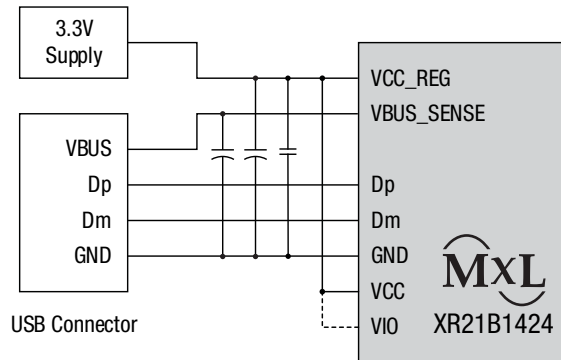 3.3V
Supply
VCC_REG
VBUS_SENSE
VBUS
Dp
Dm
GND
Dp
Dm
GND
VCC
VIO
MxL
XR21B1424
USB Connector